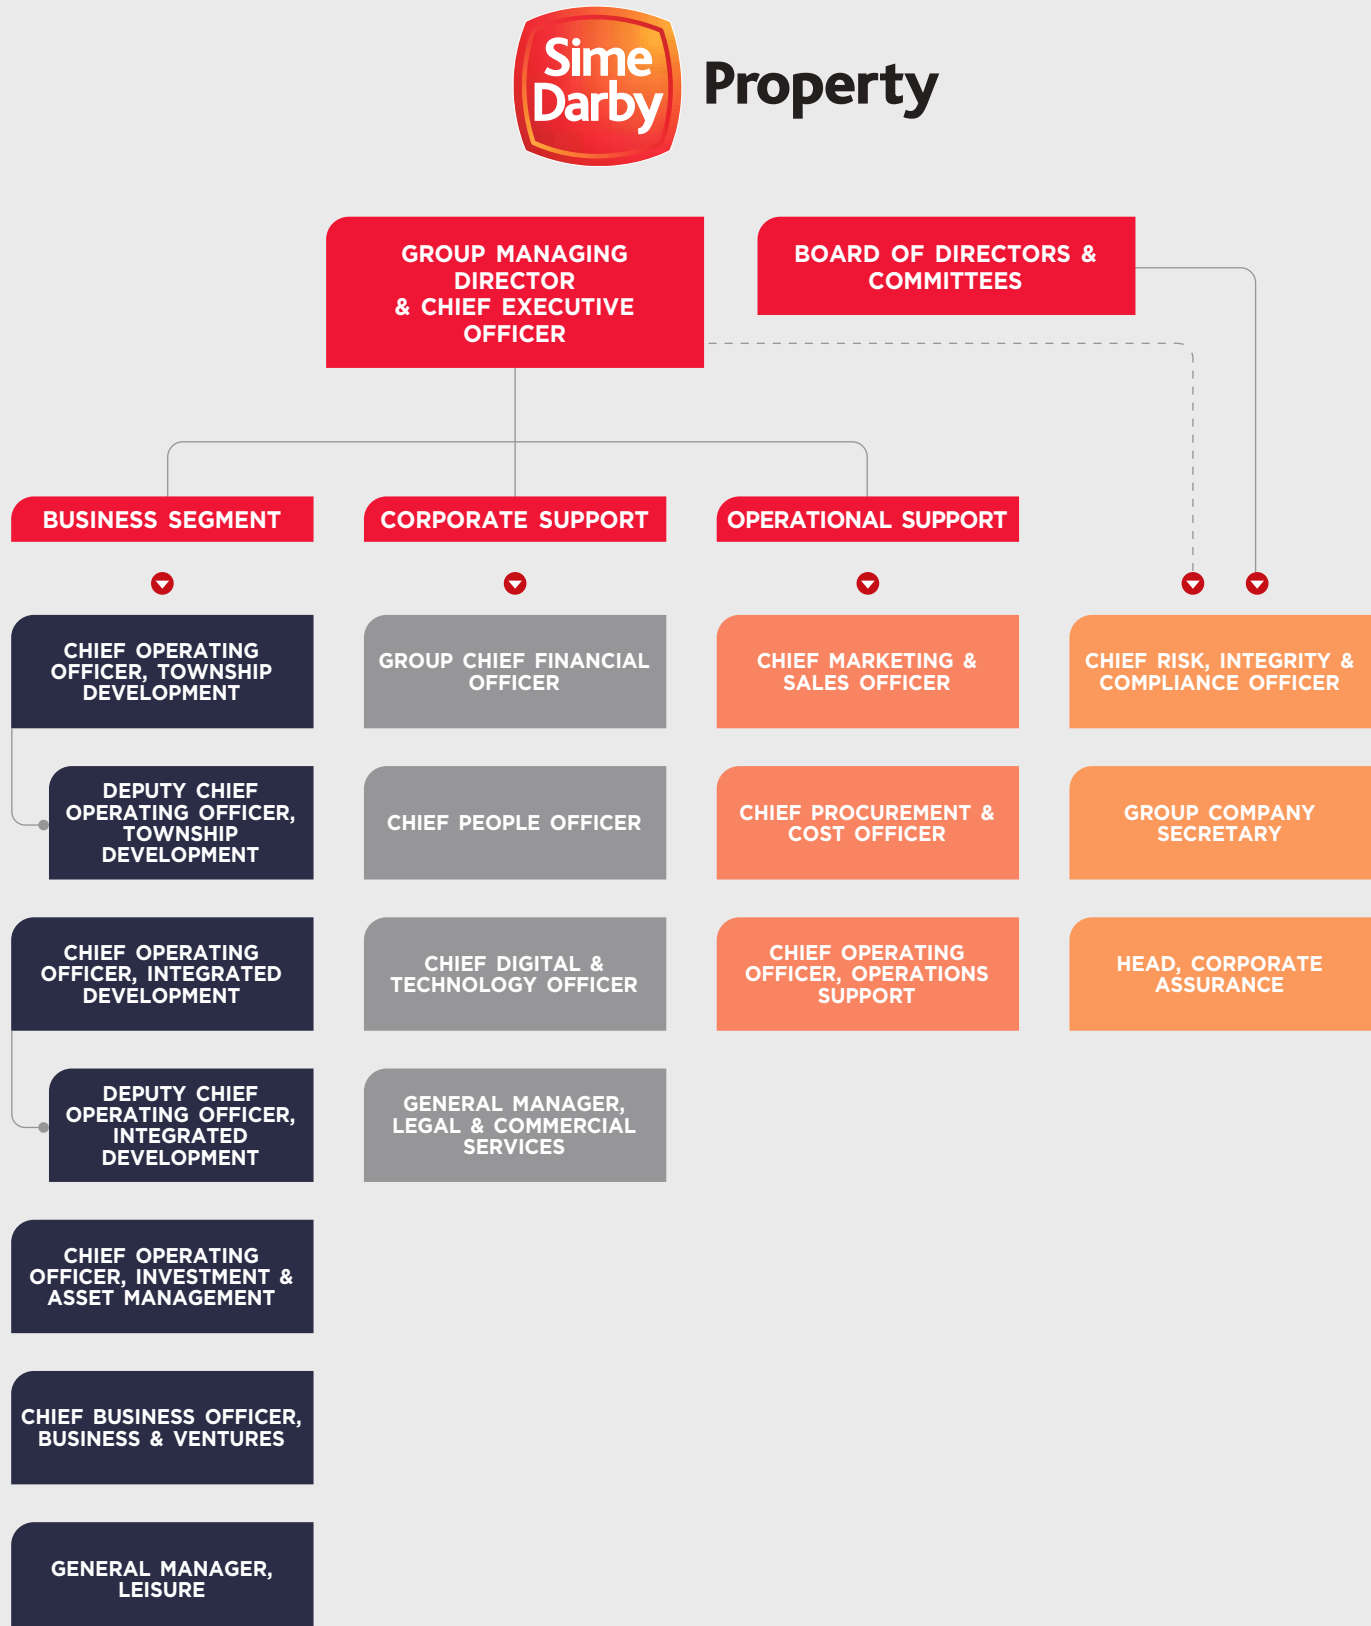 Sime
Darby
Property
GROUP MANAGING
DIRECTOR
& CHIEF EXECUTIVE
OFFICER
BOARD OF DIRECTORS &
COMMITTEES
BUSINESS SEGMENT
CHIEF OPERATING
OFFICER, TOWNSHIP
DEVELOPMENT
DEPUTY CHIEF
OPERATING OFFICER,
TOWNSHIP
DEVELOPMENT
CHIEF OPERATING
OFFICER, INTEGRATED
DEVELOPMENT
DEPUTY CHIEF
OPERATING OFFICER,
INTEGRATED
DEVELOPMENT
CHIEF OPERATING
OFFICER, INVESTMENT &
ASSET MANAGEMENT
CHIEF BUSINESS OFFICER,
BUSINESS & VENTURES
GENERAL MANAGER,
LEISURE
CORPORATE SUPPORT
GROUP CHIEF FINANCIAL
OFFICER
CHIEF PEOPLE OFFICER
CHIEF DIGITAL &
TECHNOLOGY OFFICER
GENERAL MANAGER,
LEGAL & COMMERCIAL
SERVICES
OPERATIONAL SUPPORT
CHIEF MARKETING &
SALES OFFICER
CHIEF PROCUREMENT &
COST OFFICER
CHIEF OPERATING
OFFICER, OPERATIONS
SUPPORT
CHIEF RISK, INTEGRITY &
COMPLIANCE OFFICER
GROUP COMPANY
SECRETARY
HEAD, CORPORATE
ASSURANCE